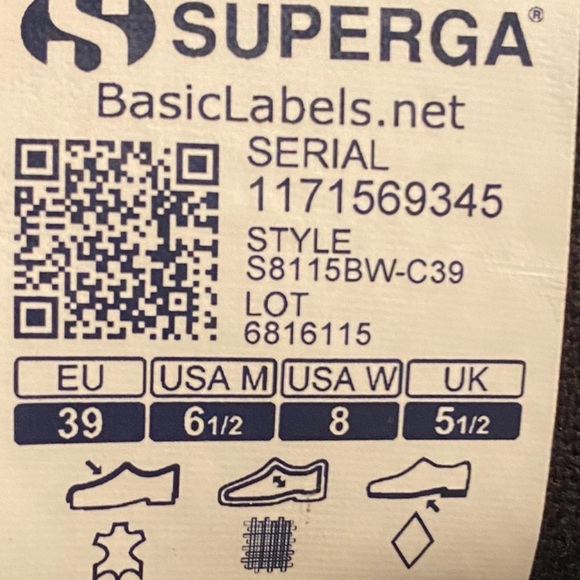 SUPERGA®
BasicLabels.net
SERIAL
1171569345
STYLE
S8115BW-C39
LOT
6816115
EU USA M USA W UK
39 6 1/2 8 5 1/2